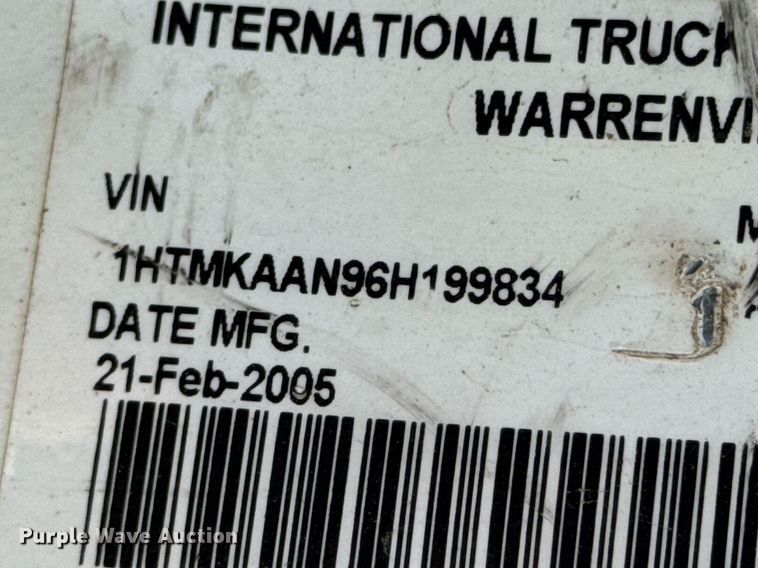 INTERNATIONAL TRUCK
WARRENVI
VIN
M
1HTMKAAN96H199834
DATE MFG.
21-Feb-2005
Purple Wave Auction